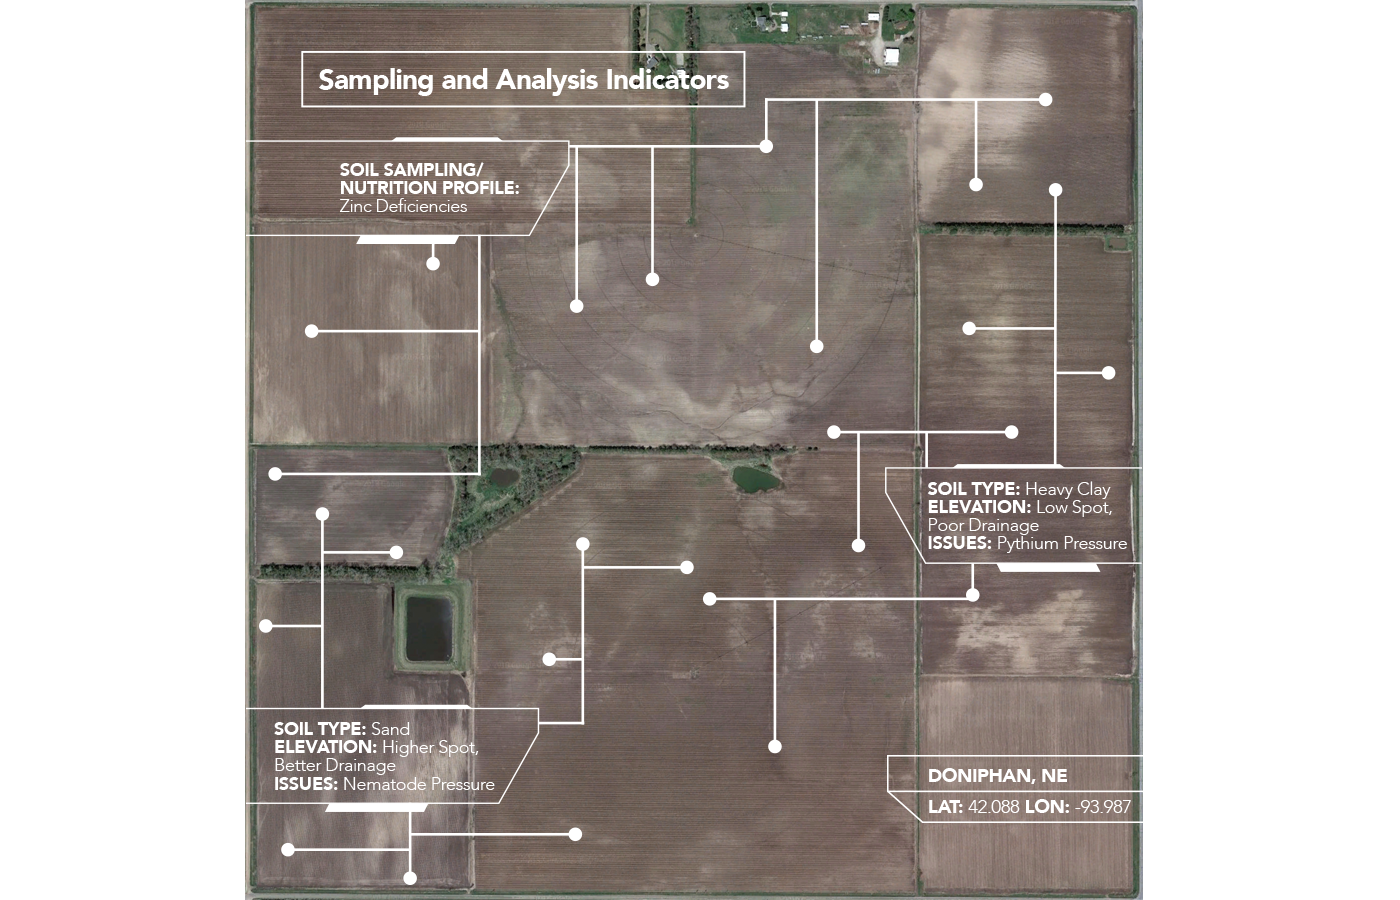 Sampling and Analysis Indicators
SOIL SAMPLING/
NUTRITION PROFILE:
Zinc Deficiencies
SOIL TYPE: Heavy Clay
ELEVATION: Low Spot,
Poor Drainage
ISSUES: Pythium Pressure
SOIL TYPE: Sand
ELEVATION: Higher Spot,
Better Drainage
ISSUES: Nematode Pressure
DONIPHAN, NE
LAT: 42.088 LON: -93.987